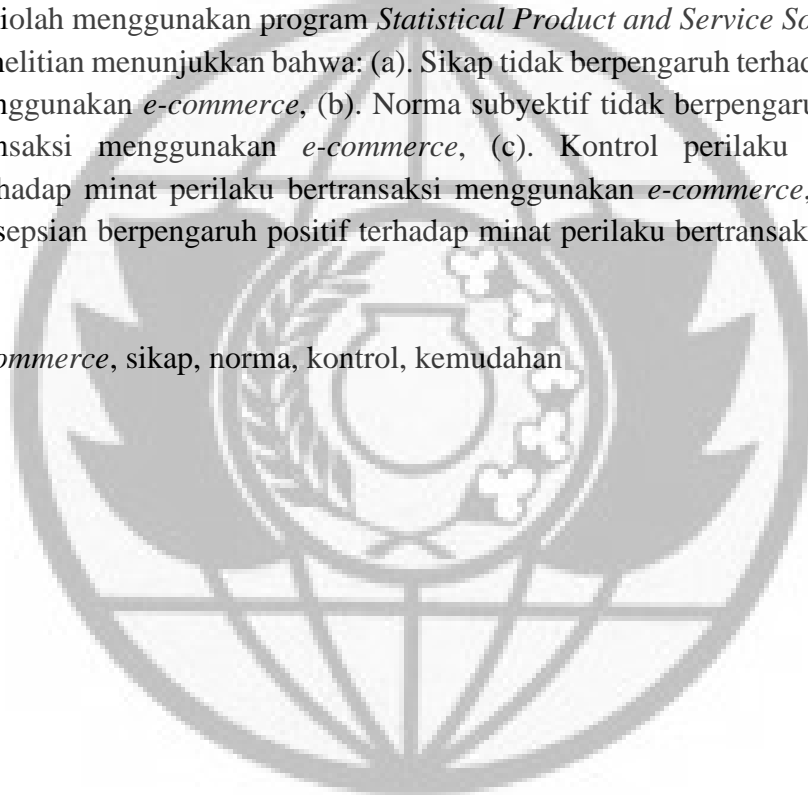 iolah menggunakan program Statistical Product and Service So
nelitian menunjukkan bahwa: (a). Sikap tidak berpengaruh terhad
nggunakan e-commerce, (b). Norma subyektif tidak berpengaru
nsaksi menggunakan e-commerce, (c). Kontrol perilaku
hadap minat perilaku bertransaksi menggunakan e-commerce,
sepsian berpengaruh positif terhadap minat perilaku bertransak
ommerce, sikap, norma, kontrol, kemudahan